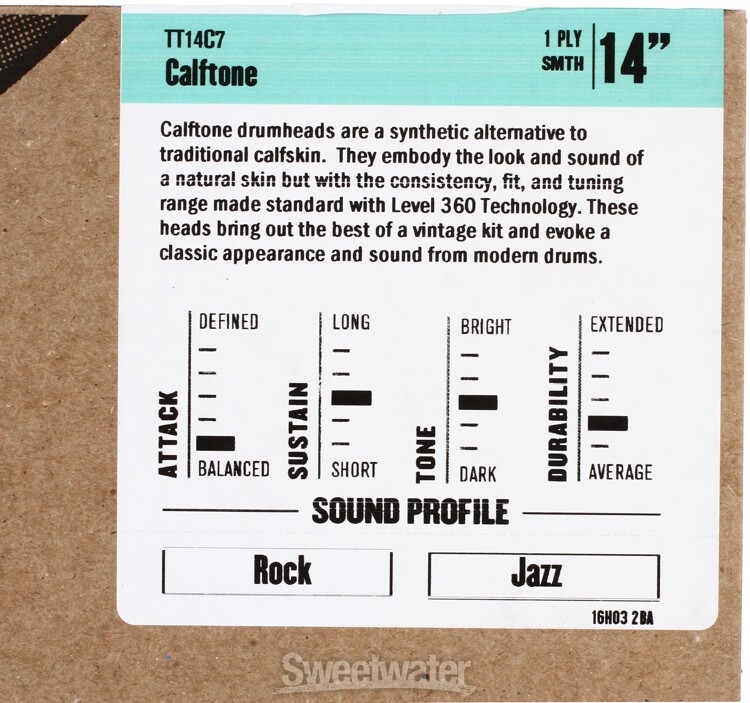 TT14C7
Calftone
1 PLY
SMTH
14”
Calftone drumheads are a synthetic alternative to
traditional calfskin.  They embody the look and sound of
a natural skin but with the consistency, fit, and tuning
range made standard with Level 360 Technology. These
heads bring out the best of a vintage kit and evoke a
classic appearance and sound from modern drums.
ATTACK
DEFINED
BALANCED
SUSTAIN
LONG
SHORT
TONE
BRIGHT
DARK
DURABILITY
EXTENDED
AVERAGE
SOUND PROFILE
Rock
Jazz
16H03 2BA
Sweetwater